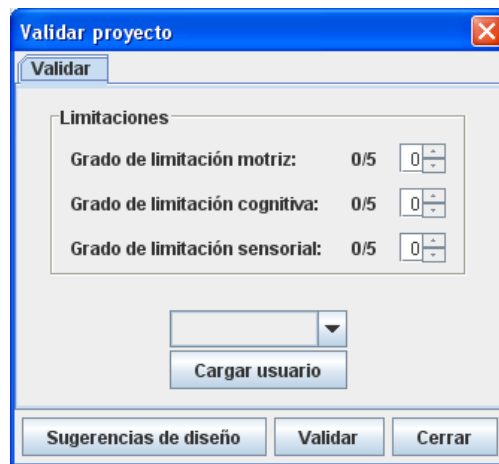 Validar proyecto
Validar
Limitaciones
Grado de limitación motriz: 0/5 0
Grado de limitación cognitiva: 0/5 0
Grado de limitación sensorial: 0/5 0
Cargar usuario
Sugerencias de diseño Validar Cerrar